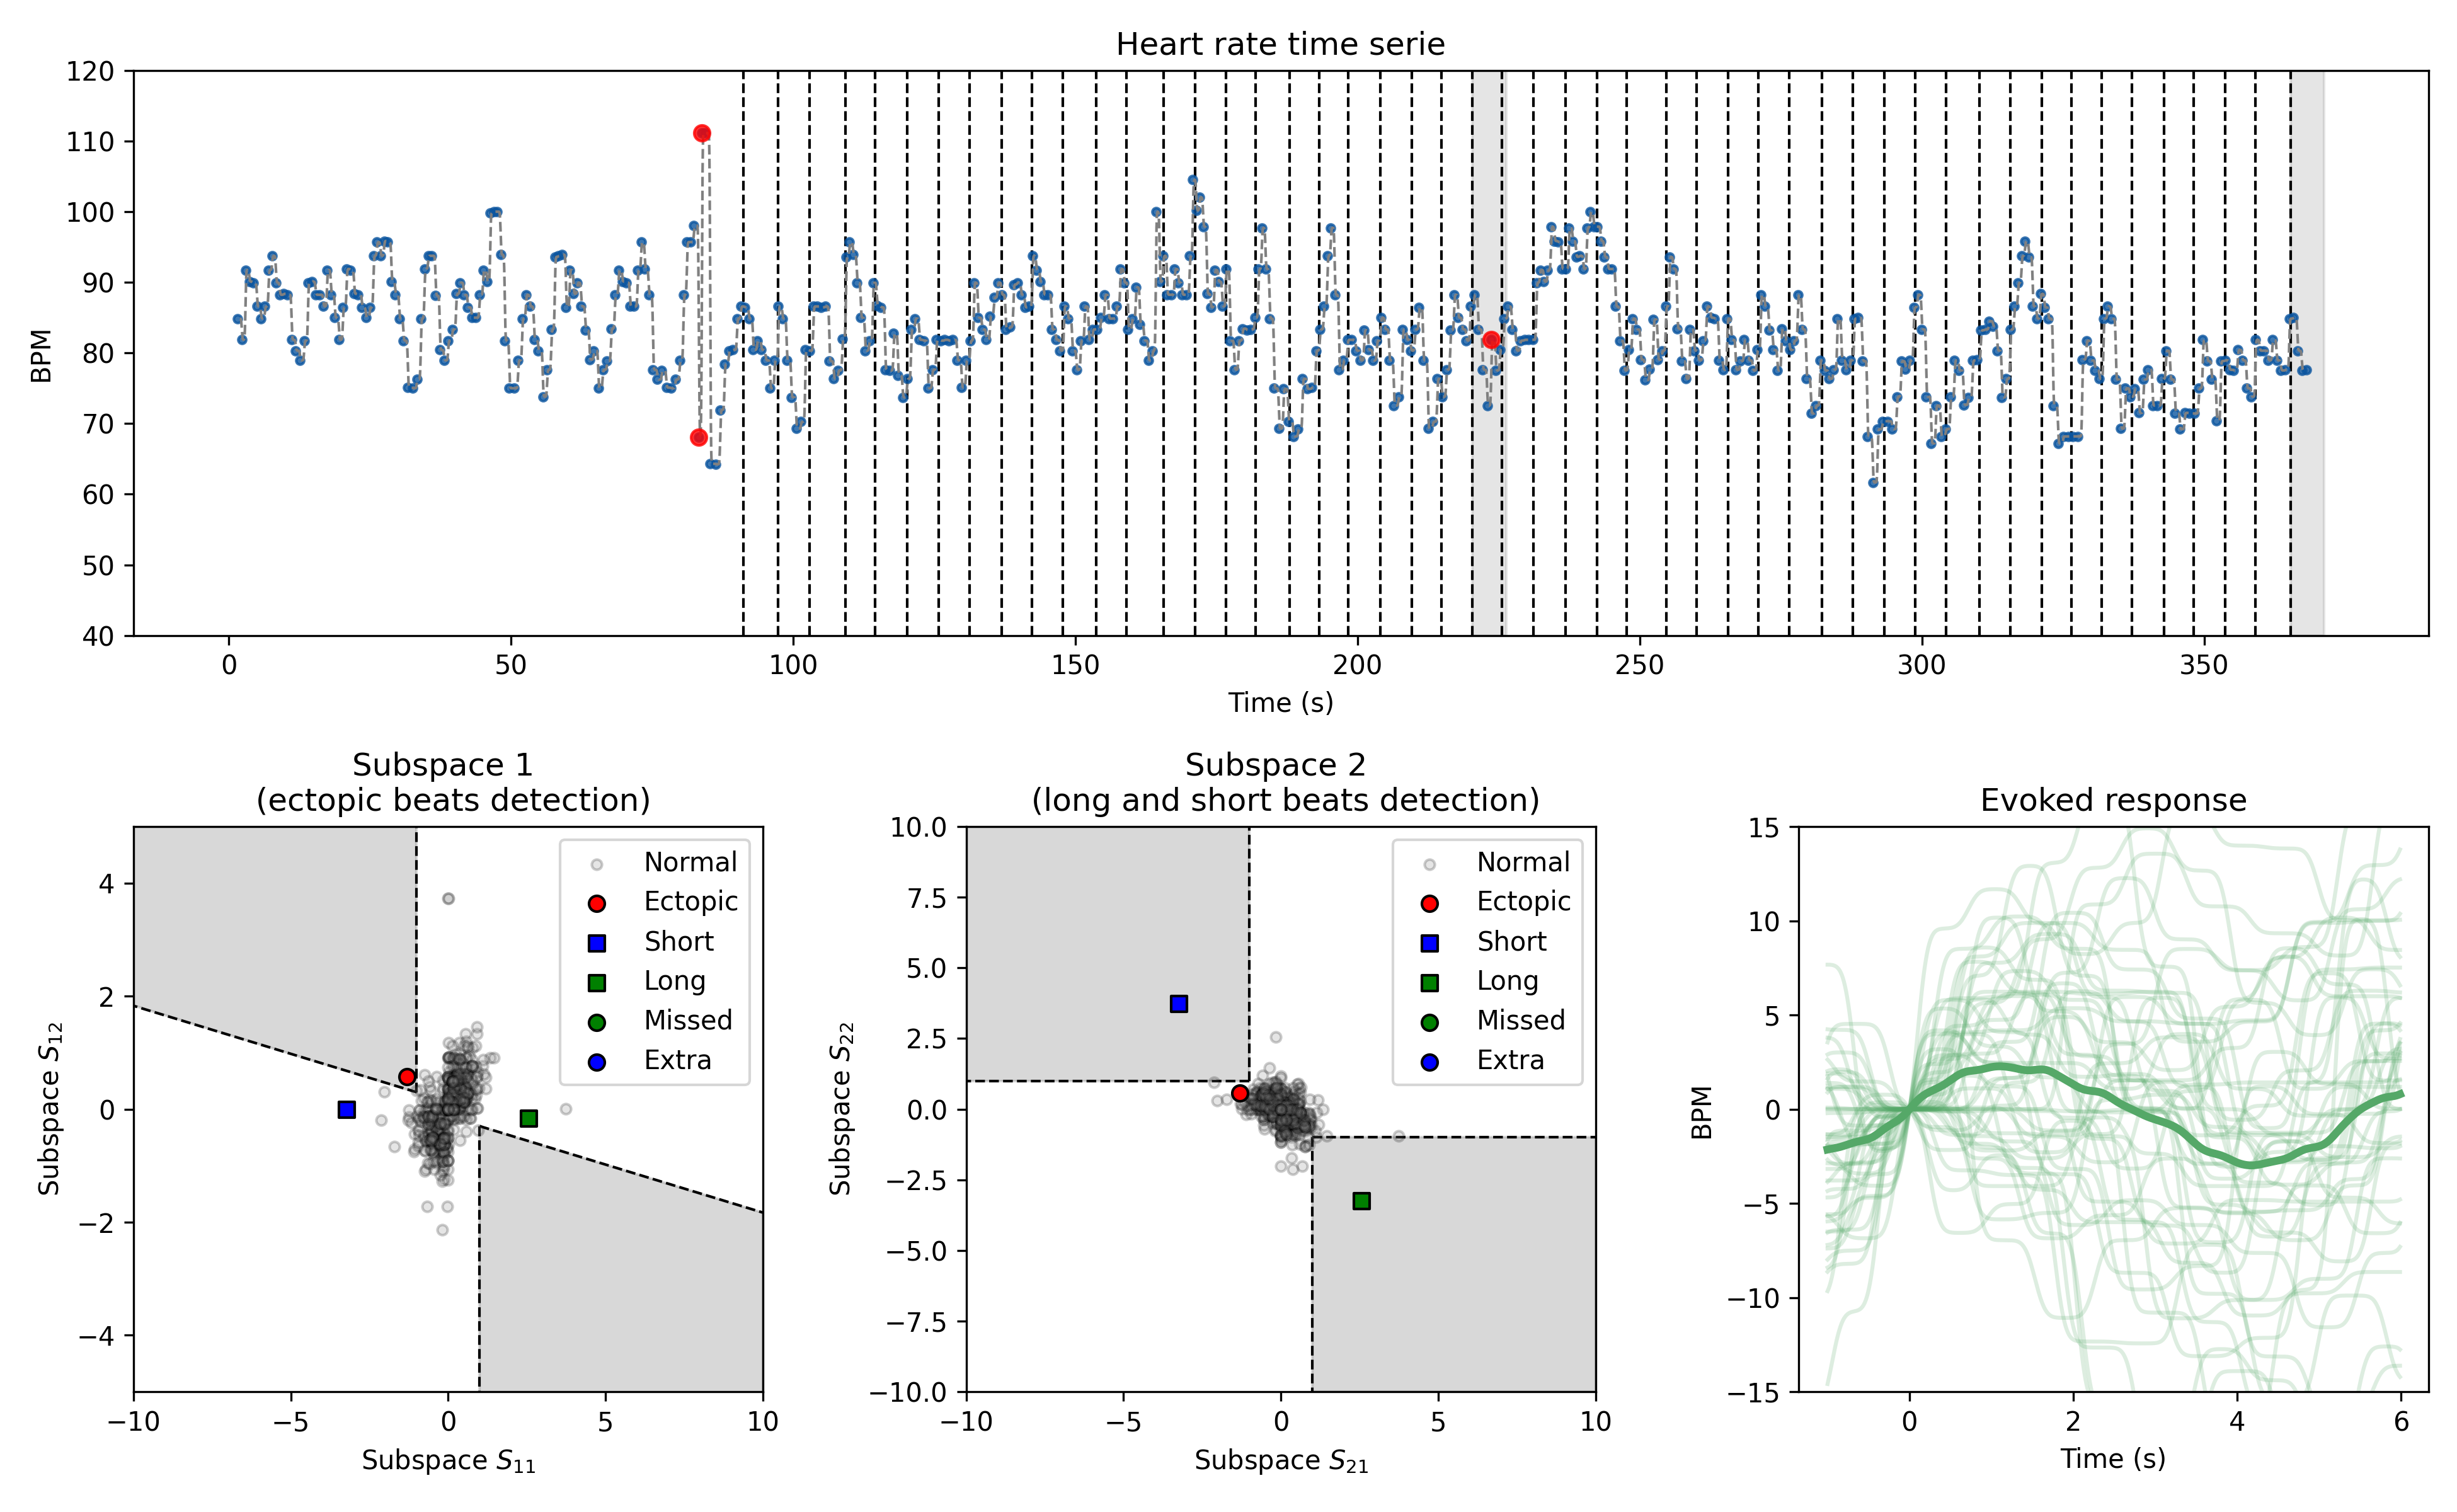 Heart rate time serie
120
110
100
90
80
70
60
50
40
BPM
0 50 100 150 200 250 300 350
Time (s)
Subspace 1
(ectopic beats detection)
4
2
0
−2
−4
Subspace S12
−10 −5 0 5 10
Subspace S11
Normal
Ectopic
Short
Long
Missed
Extra
Subspace 2
(long and short beats detection)
10.0
7.5
5.0
2.5
0.0
−2.5
−5.0
−7.5
−10.0
Subspace S22
−10 −5 0 5 10
Subspace S21
Normal
Ectopic
Short
Long
Missed
Extra
Evoked response
15
10
5
0
−5
−10
−15
BPM
0 2 4 6
Time (s)